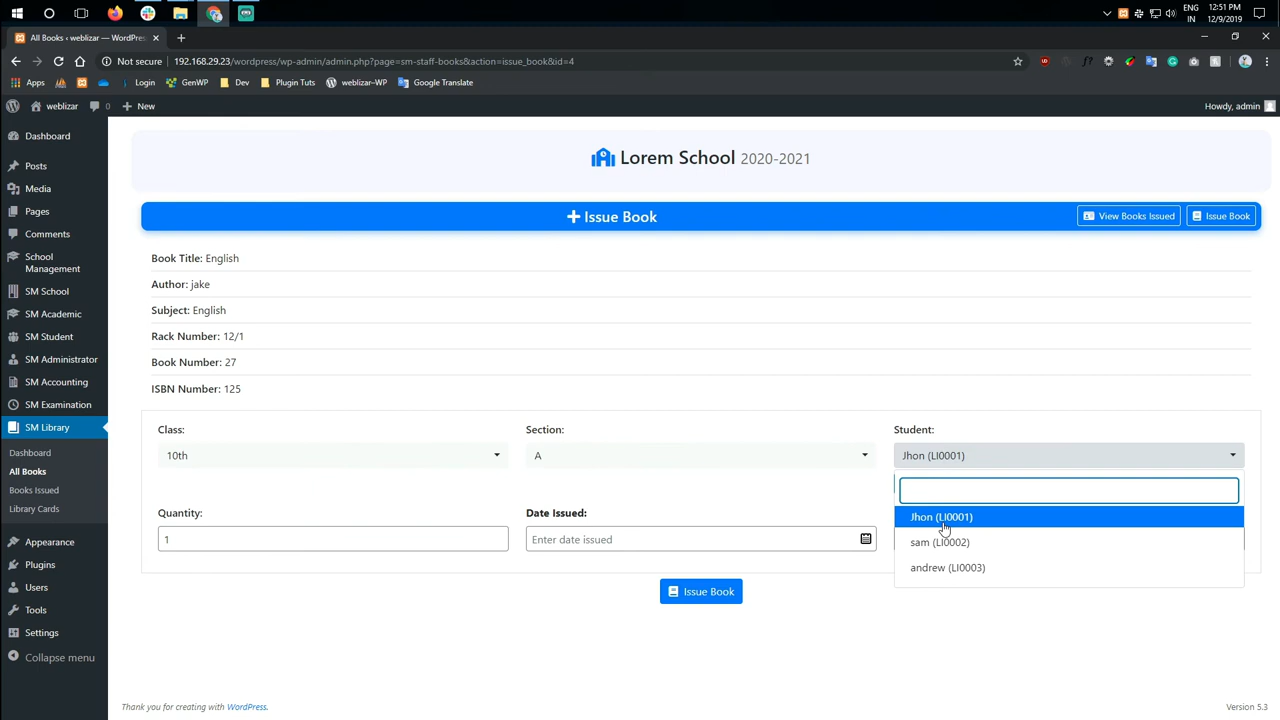 ENG
12:51 PM
IN
12/9/2019
All Books ‹ weblizar — WordPres
Not secure
192.168.29.23/wordpress/wp-admin/admin.php?page=sm-staff-books&action=issue_book&id=4
Apps
Login
GenWP
Dev
Plugin Tuts
weblizar–WP
Google Translate
weblizar
0
New
Howdy, admin
Dashboard
Posts
Media
Pages
Comments
School
Management
SM School
SM Academic
SM Student
SM Administrator
SM Accounting
SM Examination
SM Library
Dashboard
All Books
Books Issued
Library Cards
Appearance
Plugins
Users
Tools
Settings
Collapse menu
Lorem School 2020-2021
Issue Book
View Books Issued
Issue Book
Book Title: English
Author: jake
Subject: English
Rack Number: 12/1
Book Number: 27
ISBN Number: 125
Class:
10th
Section:
A
Student:
Jhon (LI0001)
Jhon (LI0001)
sam (LI0002)
andrew (LI0003)
Quantity:
1
Date Issued:
Enter date issued
Issue Book
Thank you for creating with WordPress.
Version 5.3